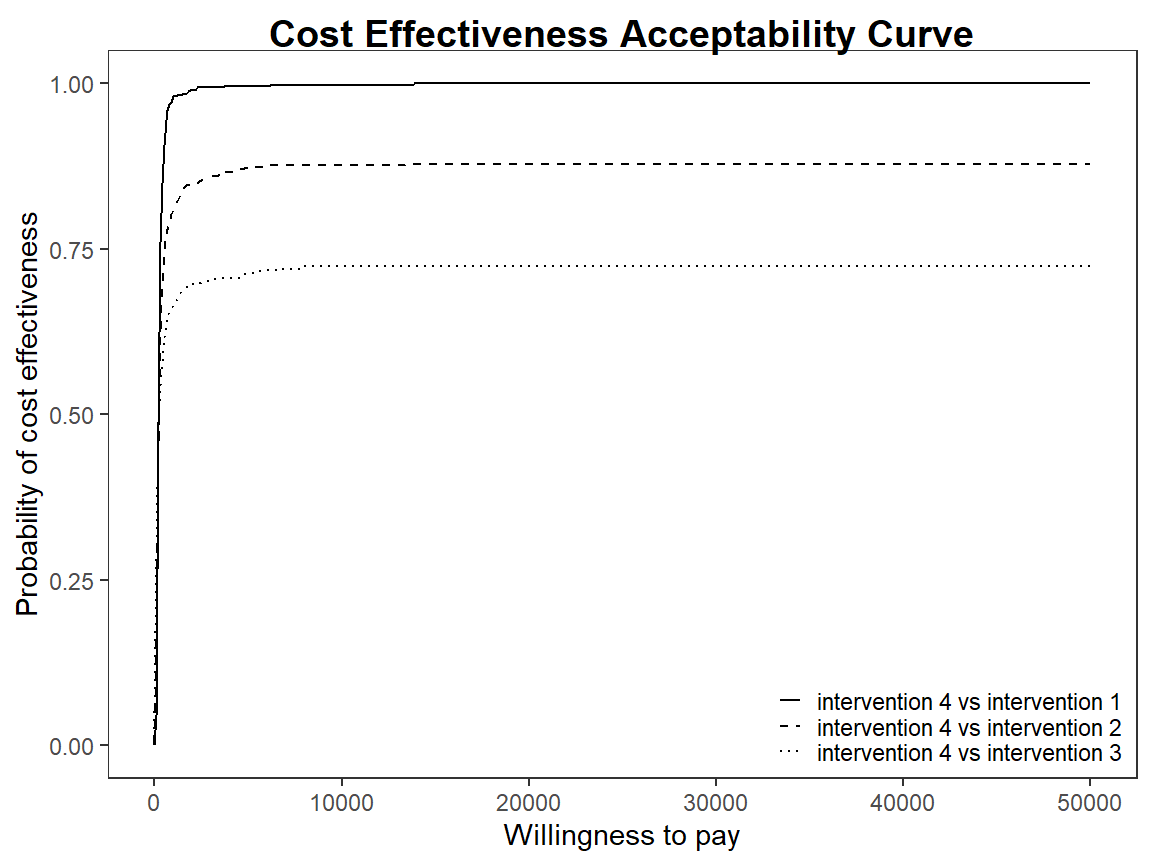 Cost Effectiveness Acceptability Curve
Probability of cost effectiveness
1.00
0.75
0.50
0.25
0.00
intervention 4 vs intervention 1
intervention 4 vs intervention 2
intervention 4 vs intervention 3
0 10000 20000 30000 40000 50000
Willingness to pay